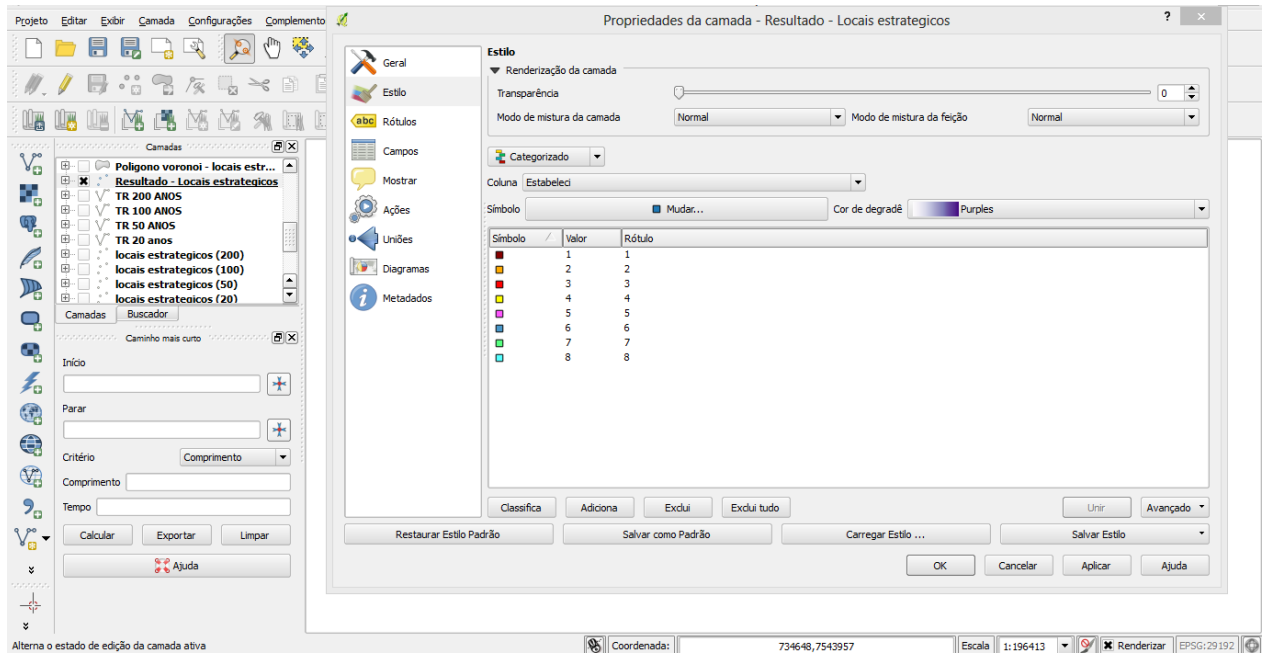 Projeto Editar Exibir Camada Configurações Complemento
Propriedades da camada - Resultado - Locais estrategicos
?
Camadas
Poligono voronoi - locais estr...
Resultado - Locais estrategicos
TR 200 ANOS
TR 100 ANOS
TR 50 ANOS
TR 20 anos
locais estrategicos (200)
locais estrategicos (100)
locais estrategicos (50)
locais estrategicos (20)
Camadas Buscador
Caminho mais curto
Início
Parar
Critério Comprimento
Comprimento
Tempo
Calcular Exportar Limpar
Ajuda
Geral
Estilo
abc Rótulos
Campos
Mostrar
Ações
Uniões
Diagramas
Metadados
Estilo
Renderização da camada
Transparência 0
Modo de mistura da camada Normal Modo de mistura da feição Normal
Categorizado
Coluna Estabeleci
Símbolo Mudar... Cor de degradê Purples
Símbolo Valor Rótulo
1 1
2 2
3 3
4 4
5 5
6 6
7 7
8 8
Classifica Adiciona Exclui Exclui tudo Unir Avançado
Restaurar Estilo Padrão Salvar como Padrão Carregar Estilo ... Salvar Estilo
OK Cancelar Aplicar Ajuda
Alterna o estado de edição da camada ativa
Coordenada: 734648,7543957 Escala 1:196413 Renderizar EPSG:29192